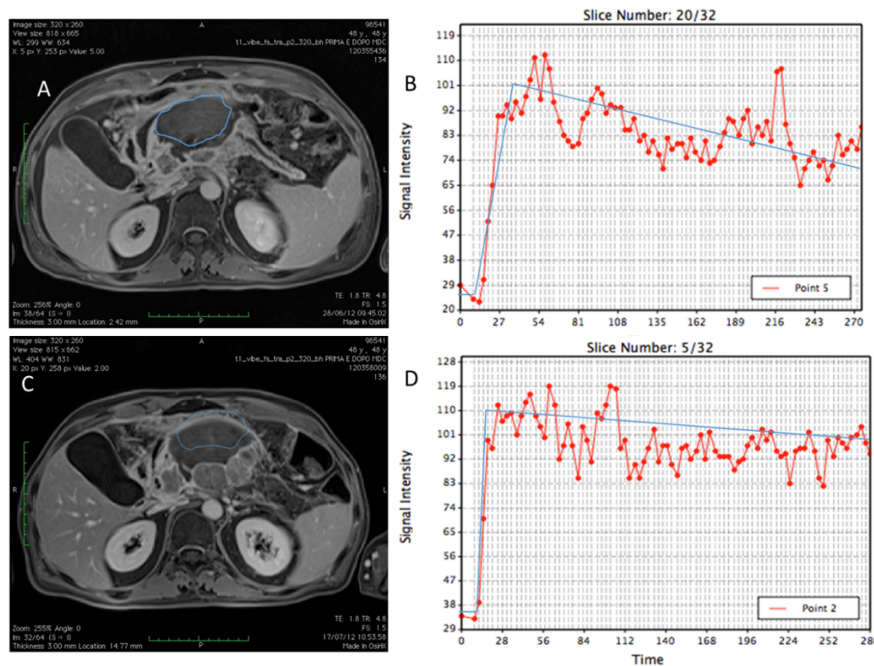 Image size: 320 x 260
View size: 818 x 665
WL: 299 WW: 634
X: 5 px Y: 253 px Value: 5.00
A
96541
48 y , 48 y
t1_vibe_fs_tra_p2_320_bh PRIMA E DOPO MDC
120355436
134
A
R
L
Zoom: 256% Angle: 0
Im: 38/64 (S -> I)
Thickness: 3.00 mm Location: 2.42 mm
P
TE: 1.8 TR: 4.8
FS: 1.5
28/06/12 09.45.02
Made In OsiriX
B
Slice Number: 20/32
Signal Intensity
119
110
101
92
83
74
65
56
47
38
29
20
0 27 54 81 108 135 162 189 216 243 270
Point 5
Image size: 320 x 260
View size: 815 x 662
WL: 404 WW: 831
X: 20 px Y: 258 px Value: 2.00
A
96541
48 y , 48 y
t1_vibe_fs_tra_p2_320_bh PRIMA E DOPO MDC
120358009
136
C
R
L
Zoom: 255% Angle: 0
Im: 32/64 (S -> I)
Thickness: 3.00 mm Location: 14.77 mm
P
TE: 1.8 TR: 4.8
FS: 1.5
17/07/12 10.53.58
Made In OsiriX
D
Slice Number: 5/32
Signal Intensity
128
119
110
101
92
83
74
65
56
47
38
29
0 28 56 84 112 140 168 196 224 252 28
Point 2
Time